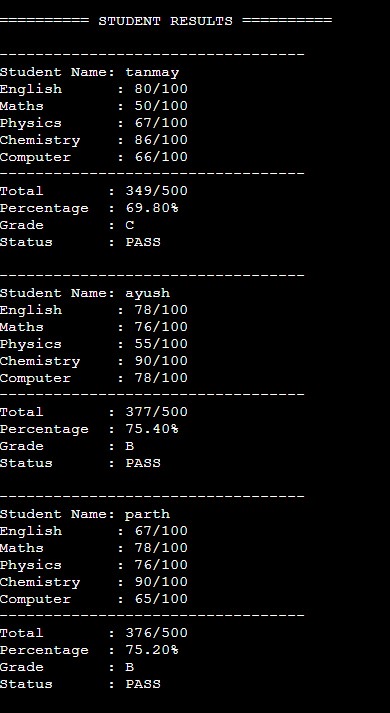 ========== STUDENT RESULTS ==========
----------------------------------
Student Name: tanmay
English      : 80/100
Maths        : 50/100
Physics      : 67/100
Chemistry    : 86/100
Computer     : 66/100
----------------------------------
Total       : 349/500
Percentage  : 69.80%
Grade       : C
Status      : PASS
----------------------------------
Student Name: ayush
English      : 78/100
Maths        : 76/100
Physics      : 55/100
Chemistry    : 90/100
Computer     : 78/100
----------------------------------
Total       : 377/500
Percentage  : 75.40%
Grade       : B
Status      : PASS
----------------------------------
Student Name: parth
English      : 67/100
Maths        : 78/100
Physics      : 76/100
Chemistry    : 90/100
Computer     : 65/100
----------------------------------
Total       : 376/500
Percentage  : 75.20%
Grade       : B
Status      : PASS